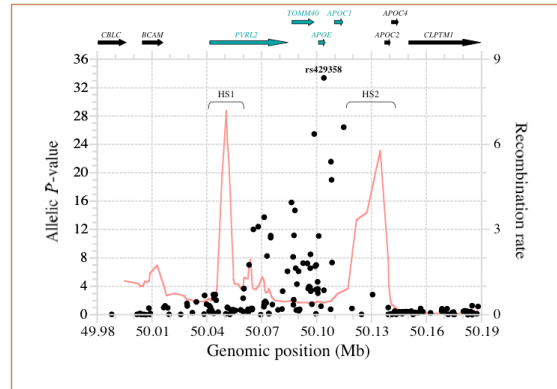 TOMM40 APOC1 APOC4
CBLC BCAM PVRL2 APOE APOC2 CLPTM1
36 9
rs429358
32
28 HS1 HS2
24 6
20
16
12 3
8
4
0 0
Allelic P-value
Recombination rate
49.98 50.01 50.04 50.07 50.10 50.13 50.16 50.19
Genomic position (Mb)